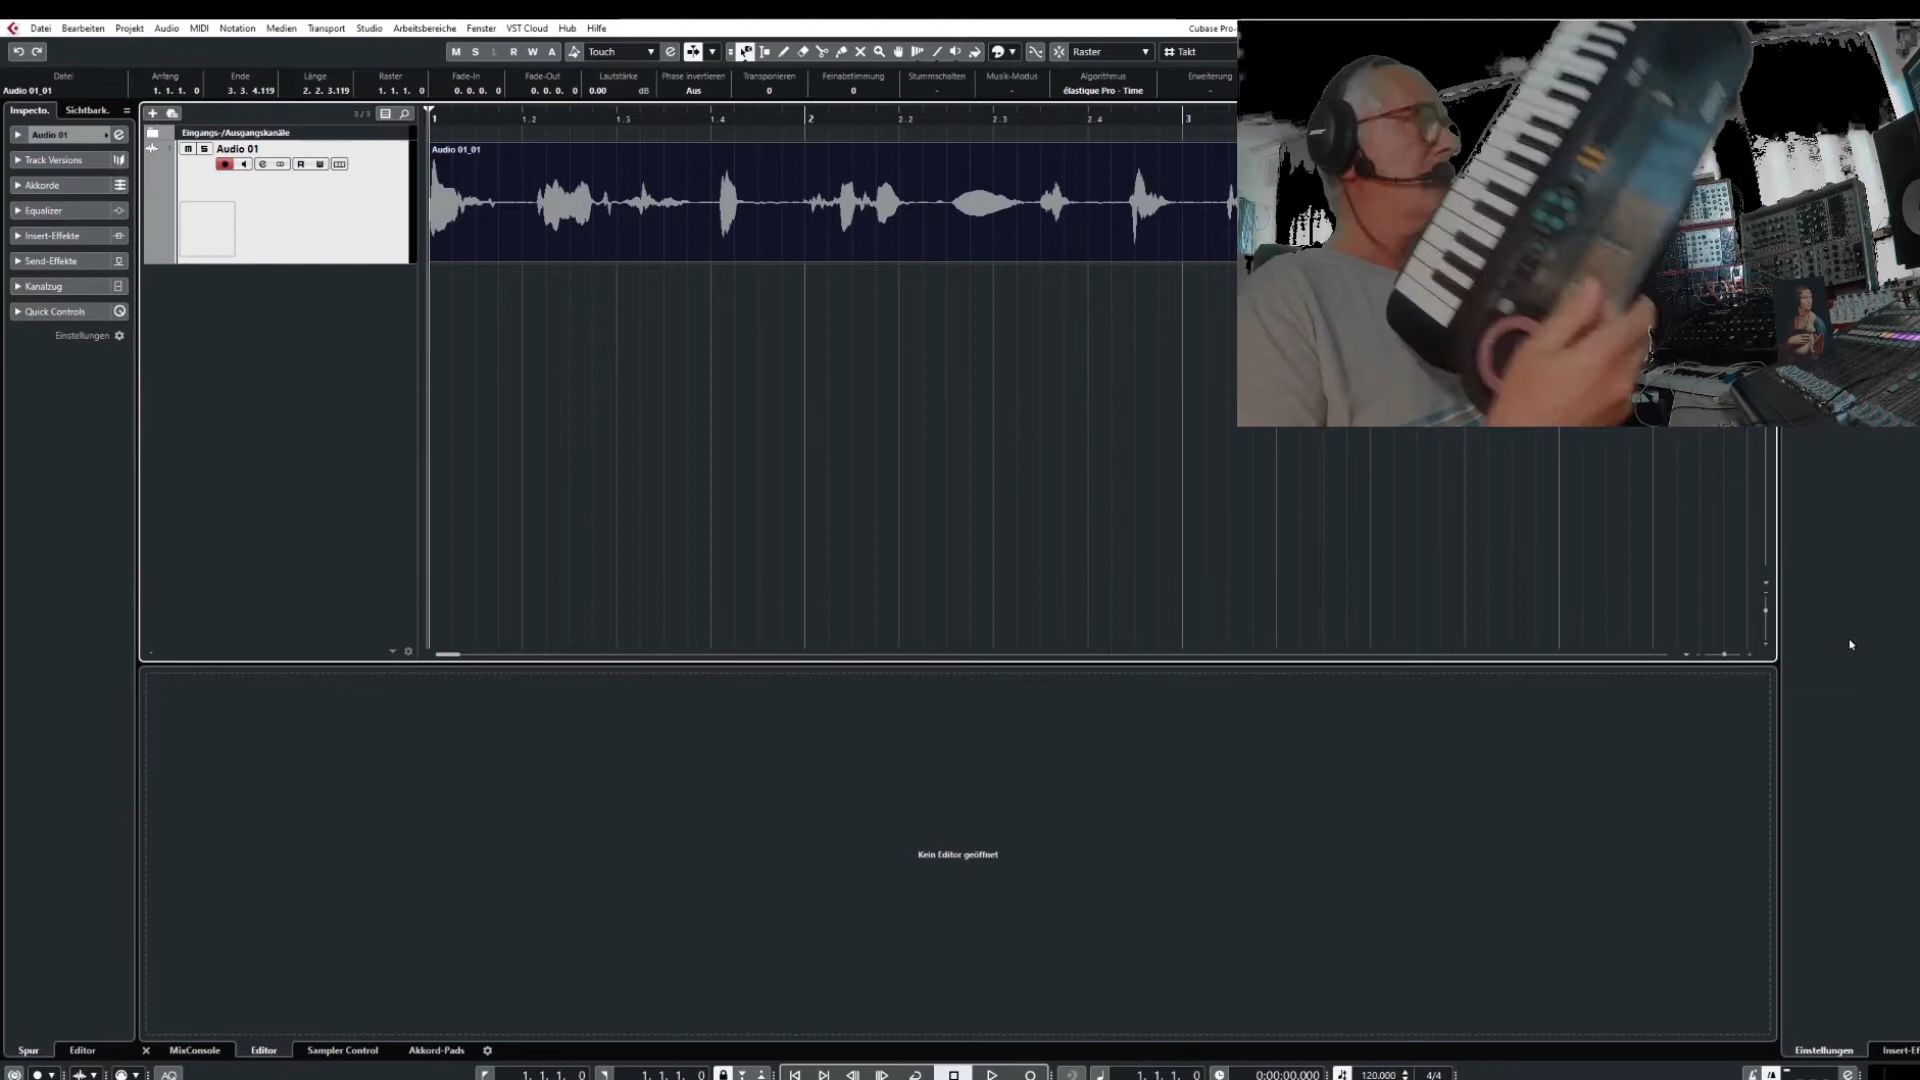 Datei Bearbeiten Projekt Audio MIDI Notation Medien Transport Studio Arbeitsbereiche Fenster VST Cloud Hub Hilfe Cubase Pro
M S L R W A Touch Raster Takt
Datei Anfang Ende Länge Raster Fade-In Fade-Out Lautstärke Phase invertieren Transponieren Feinabstimmung Stummschalten Musik-Modus Algorithmus Erweiterung
Audio 01_01 1. 1. 1. 0 3. 3. 4.119 2. 2. 3.119 1. 1. 1. 0 0. 0. 0. 0 0. 0. 0. 0 0.00 dB Aus 0 0 - - élastique Pro - Time -
Inspecto. Sichtbark. 3 / 3 1 1.2 1.3 1.4 2 2.2 2.3 2.4 3
Audio 01 Eingangs-/Ausgangskanäle
1 m S Audio 01 Audio 01_01
Track Versions R
Akkorde
Equalizer
Insert-Effekte
Send-Effekte
Kanalzug
Quick Controls
Einstellungen
Kein Editor geöffnet
Spur Editor MixConsole Editor Sampler Control Akkord-Pads Einstellungen Insert-Ef
AQ 1. 1. 1. 0 1. 1. 1. 0 1. 1. 1. 0 0:00:00.000 120.000 4/4